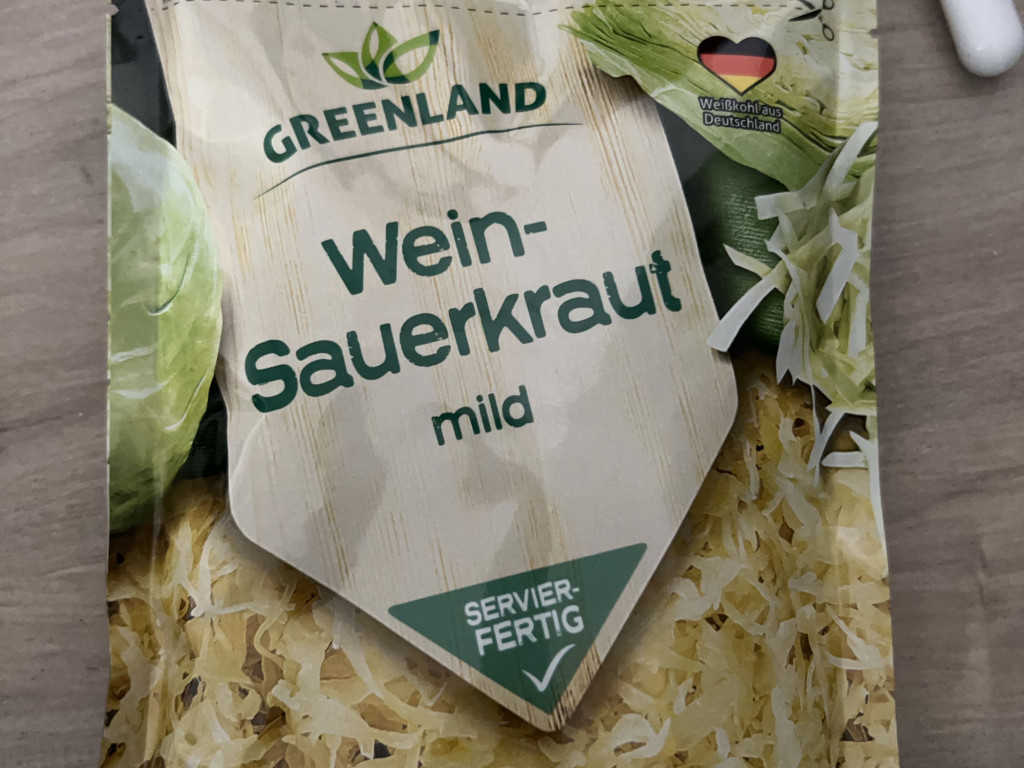 GREENLAND
Weißkohl aus
Deutschland
Wein-
Sauerkraut
mild
SERVIER-
FERTIG